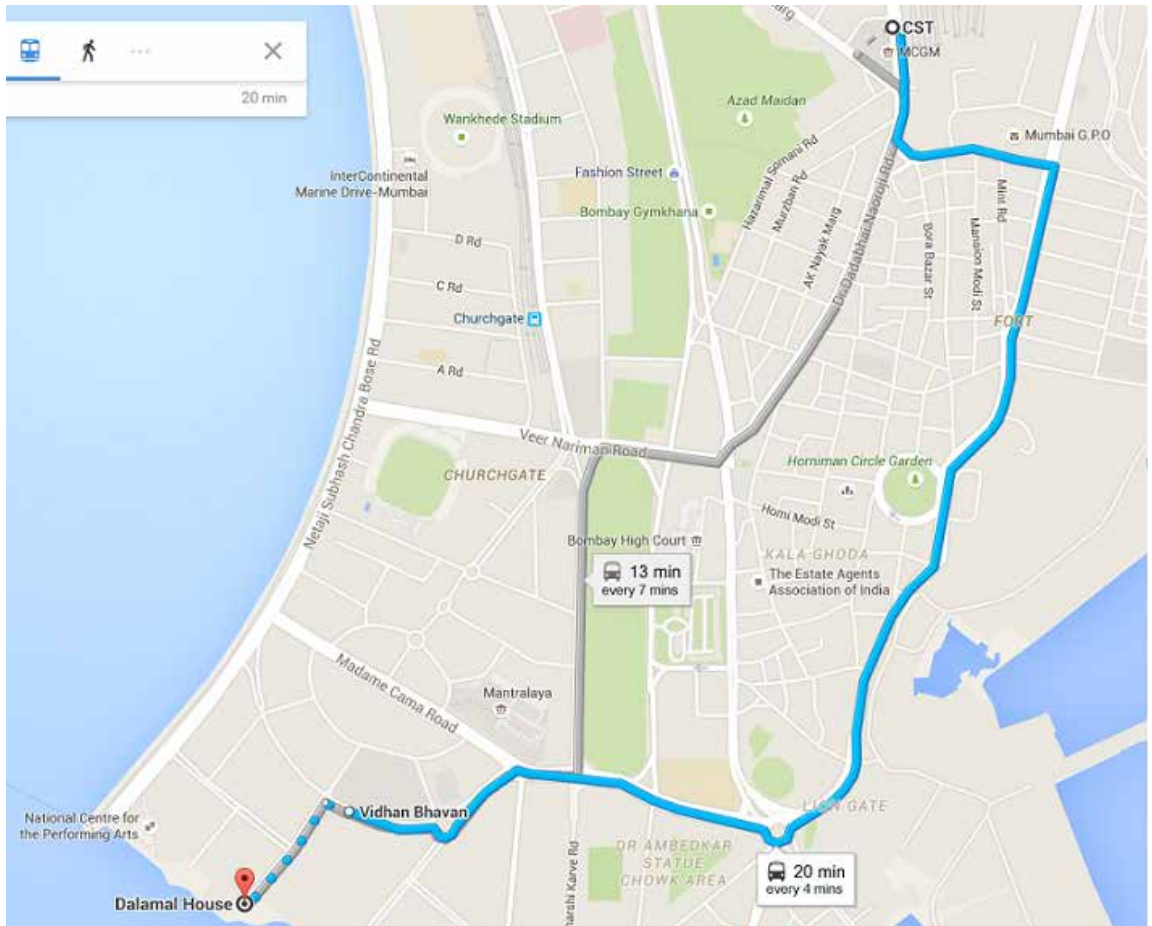 20 min
CST
MCGM
Mumbai G.P.O
Azad Maidan
Wankhede Stadium
InterContinental
Marine Drive-Mumbai
Fashion Street
Bombay Gymkhana
Hazarimal Somani Rd
Murzban Rd
AK Nayak Marg
Dr Dadabhai Naoroji Rd
Bora Bazar St
Mint Rd
Manaion Modi St
FORT
D Rd
C Rd
Churchgate
A Rd
Netaji Subhash Chandra Bose Rd
Veer Nariman Road
CHURCHGATE
Horniman Circle Garden
Homi Modi St
Bombay High Court
KALA GHODA
The Estate Agents
Association of India
13 min
every 7 mins
Madame Cama Road
Mantralaya
Vidhan Bhavan
National Centre for
the Performing Arts
Dalamal House
LION GATE
DR AMBEDKAR
STATUE
CHOWK AREA
20 min
every 4 mins
arshi Karve Rd